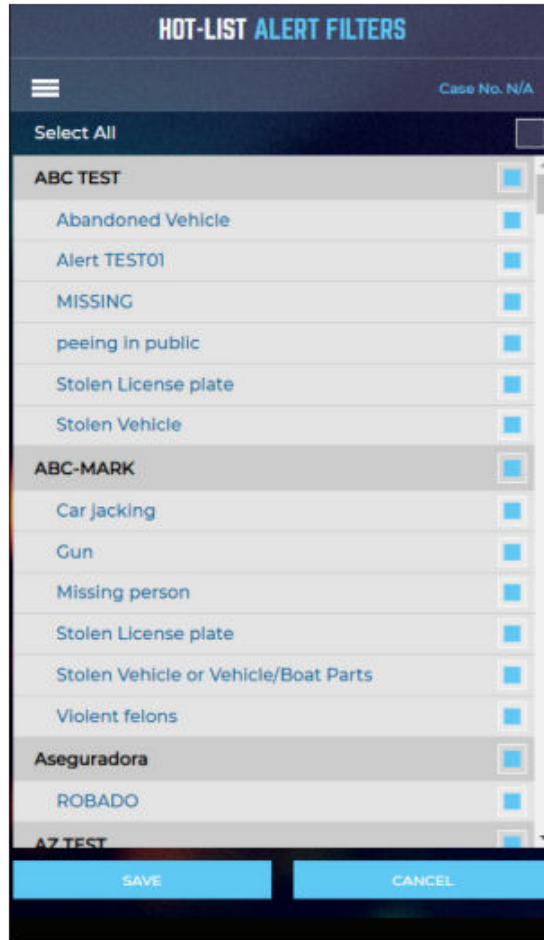 HOT-LIST ALERT FILTERS
Case No. N/A
Select All
ABC TEST
Abandoned Vehicle
Alert TEST01
MISSING
peeing in public
Stolen License plate
Stolen Vehicle
ABC-MARK
Car jacking
Gun
Missing person
Stolen License plate
Stolen Vehicle or Vehicle/Boat Parts
Violent felons
Aseguradora
ROBADO
AZ TEST
SAVE
CANCEL